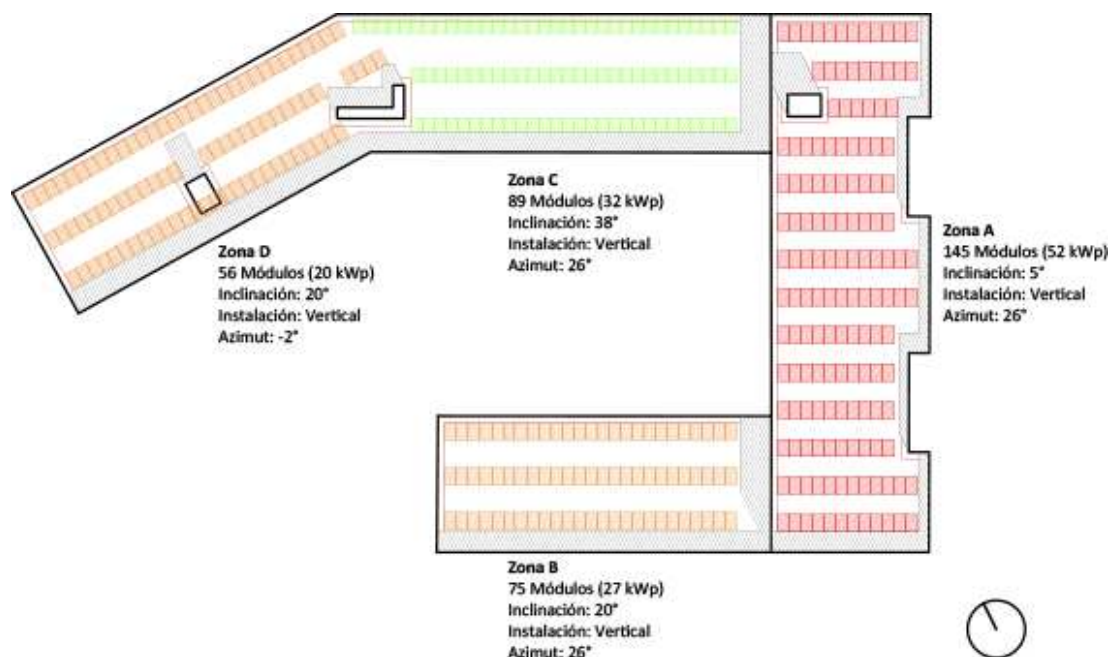 Zona C
89 Módulos (32 kWp)
Inclinación: 38°
Instalación: Vertical
Azimut: 26°
Zona A
145 Módulos (52 kWp)
Inclinación: 5°
Instalación: Vertical
Azimut: 26°
Zona D
56 Módulos (20 kWp)
Inclinación: 20°
Instalación: Vertical
Azimut: -2°
Zona B
75 Módulos (27 kWp)
Inclinación: 20°
Instalación: Vertical
Azimut: 26°